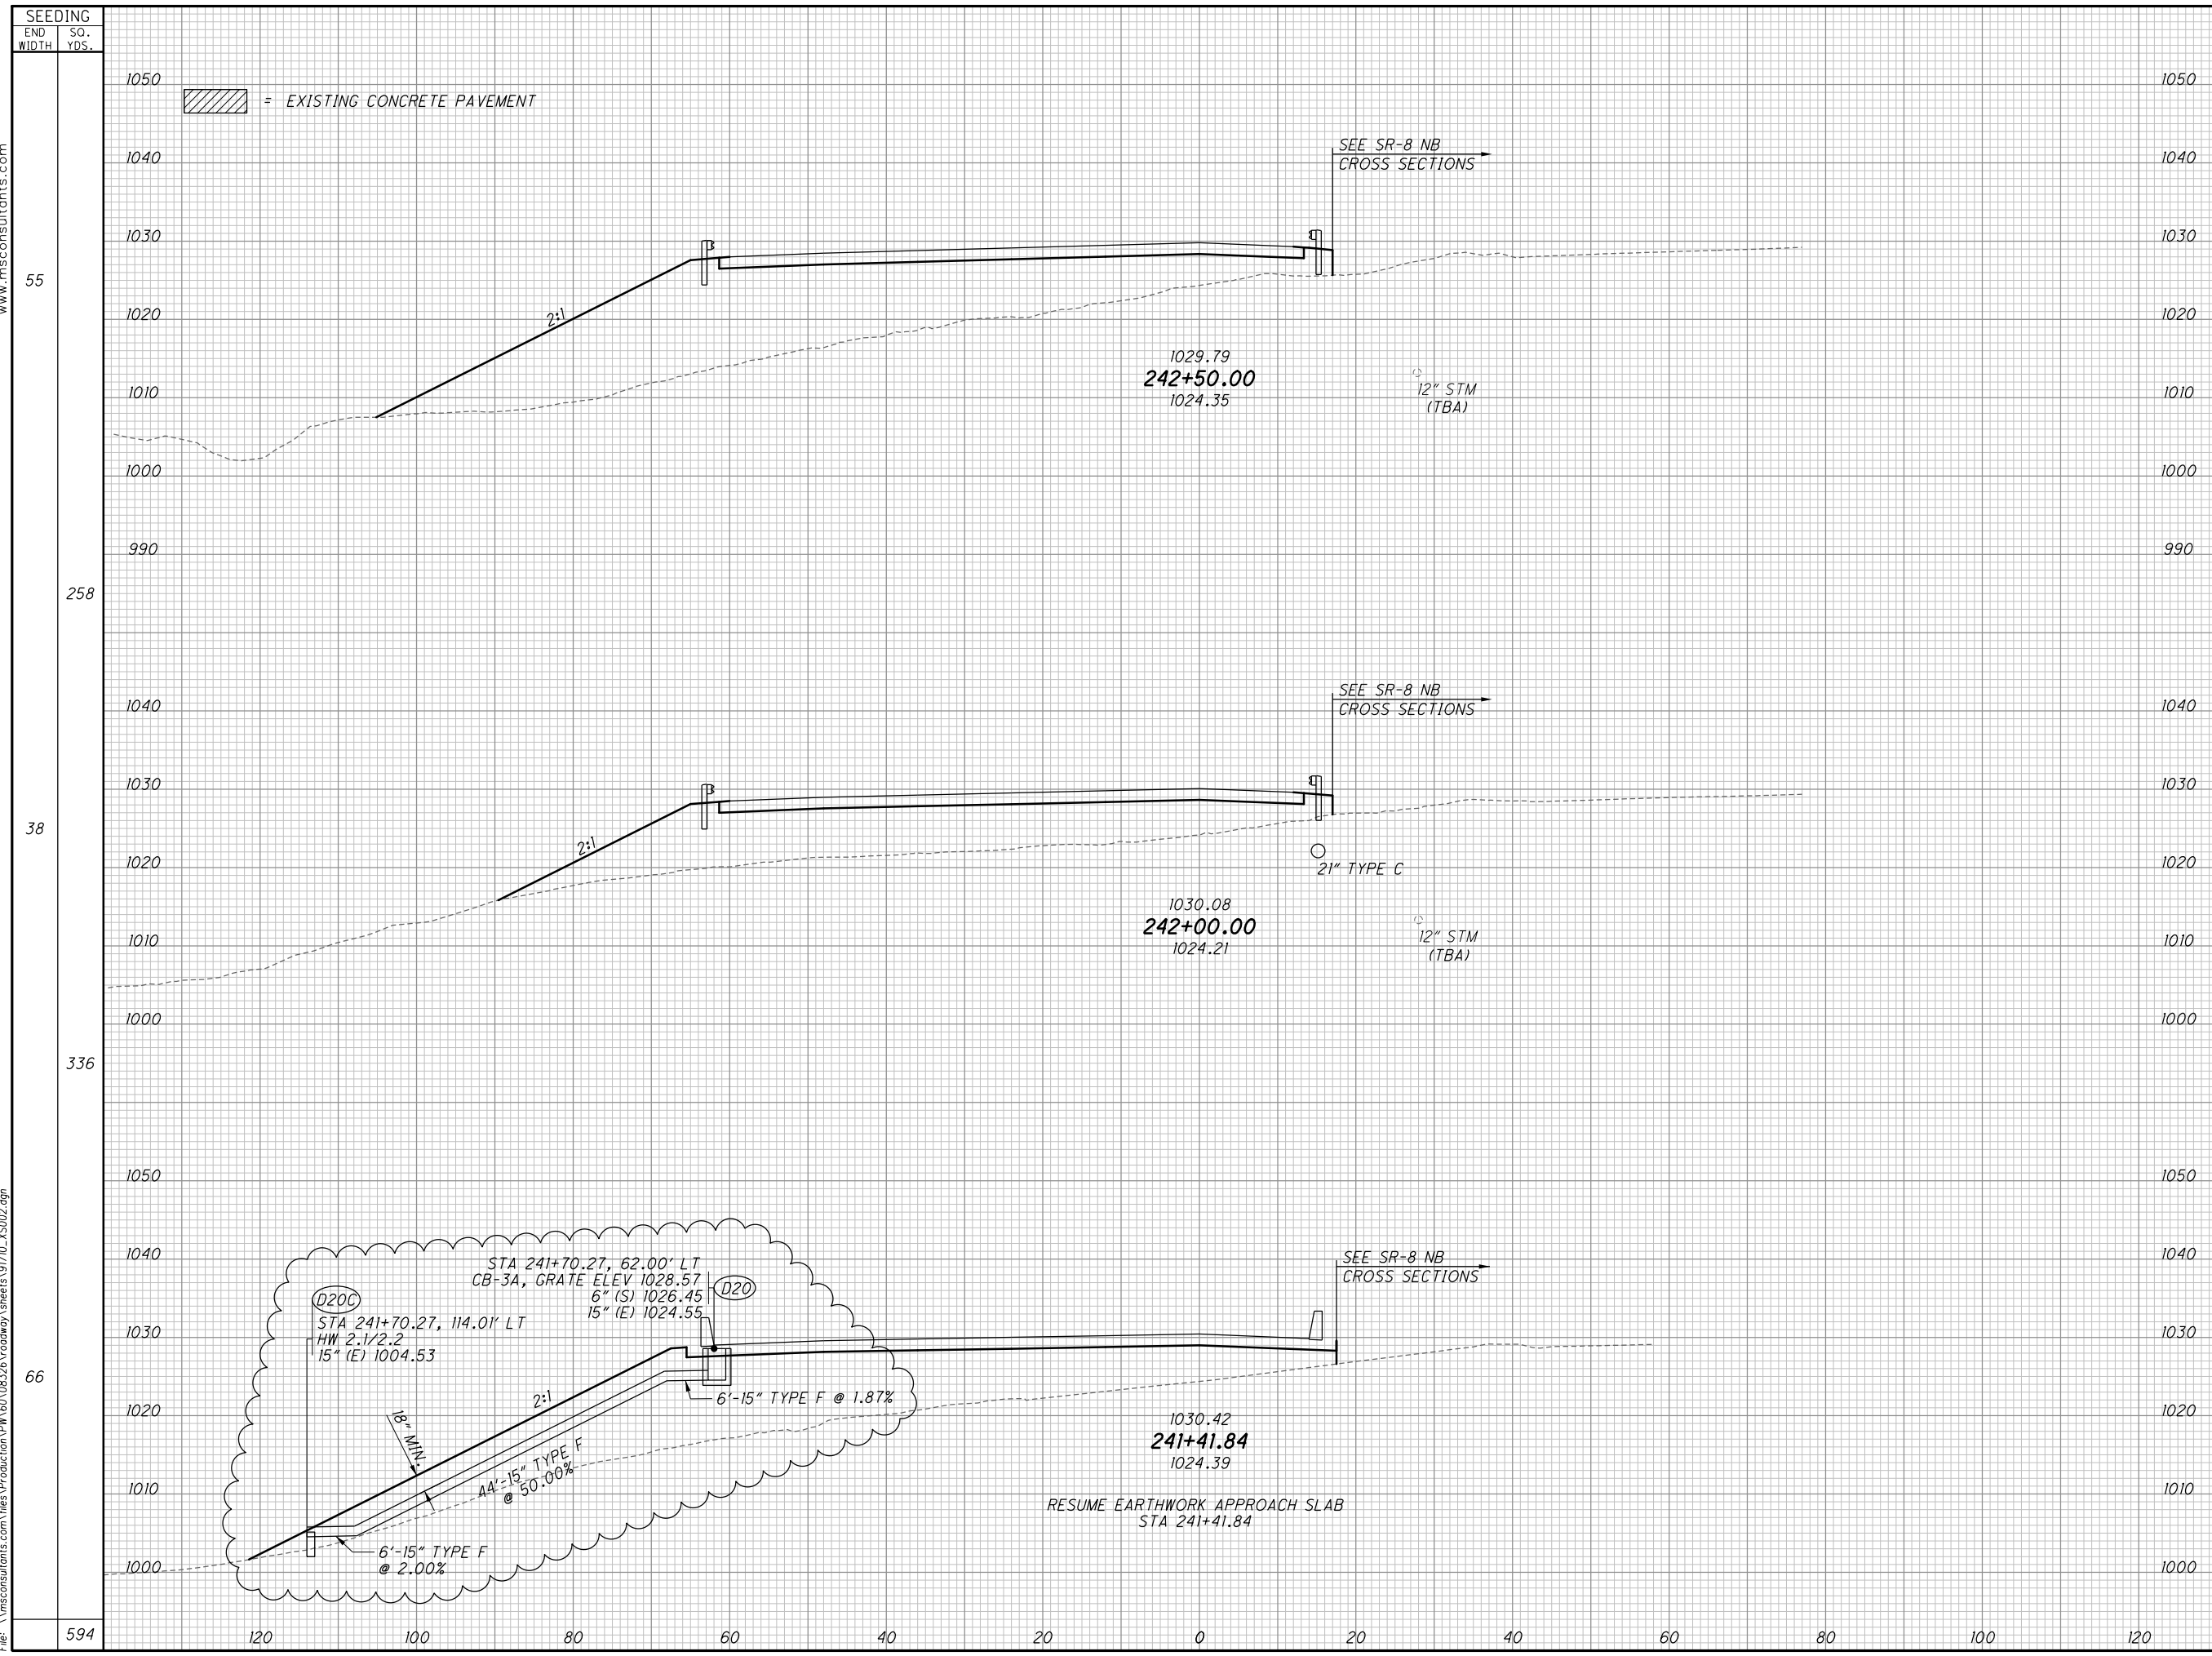 SEEDING
END WIDTH
SQ. YDS.
www.msconsultants.com
1050
1050
= EXISTING CONCRETE PAVEMENT
SEE SR-8 NB
CROSS SECTIONS
1040
1040
1030
1030
55
2:1
1020
1020
1029.79
242+50.00
1024.35
12" STM
(TBA)
1010
1010
1000
1000
990
990
258
SEE SR-8 NB
CROSS SECTIONS
1040
1040
1030
1030
38
2:1
1020
1020
21" TYPE C
1030.08
242+00.00
1024.21
12" STM
(TBA)
1010
1010
1000
1000
336
1050
1050
1040
1040
SEE SR-8 NB
CROSS SECTIONS
STA 241+70.27, 62.00' LT
CB-3A, GRATE ELEV 1028.57
6" (S) 1026.45
15" (E) 1024.55
D20
D20C
STA 241+70.27, 114.01' LT
HW 2.1/2.2
15" (E) 1004.53
1030
1030
66
2:1
6'-15" TYPE F @ 1.87%
1020
1020
18" MIN.
44'-15" TYPE F
@ 50.00%
1030.42
241+41.84
1024.39
1010
1010
RESUME EARTHWORK APPROACH SLAB
STA 241+41.84
6'-15" TYPE F
@ 2.00%
1000
1000
594
120 100 80 60 40 20 0 20 40 60 80 100 120